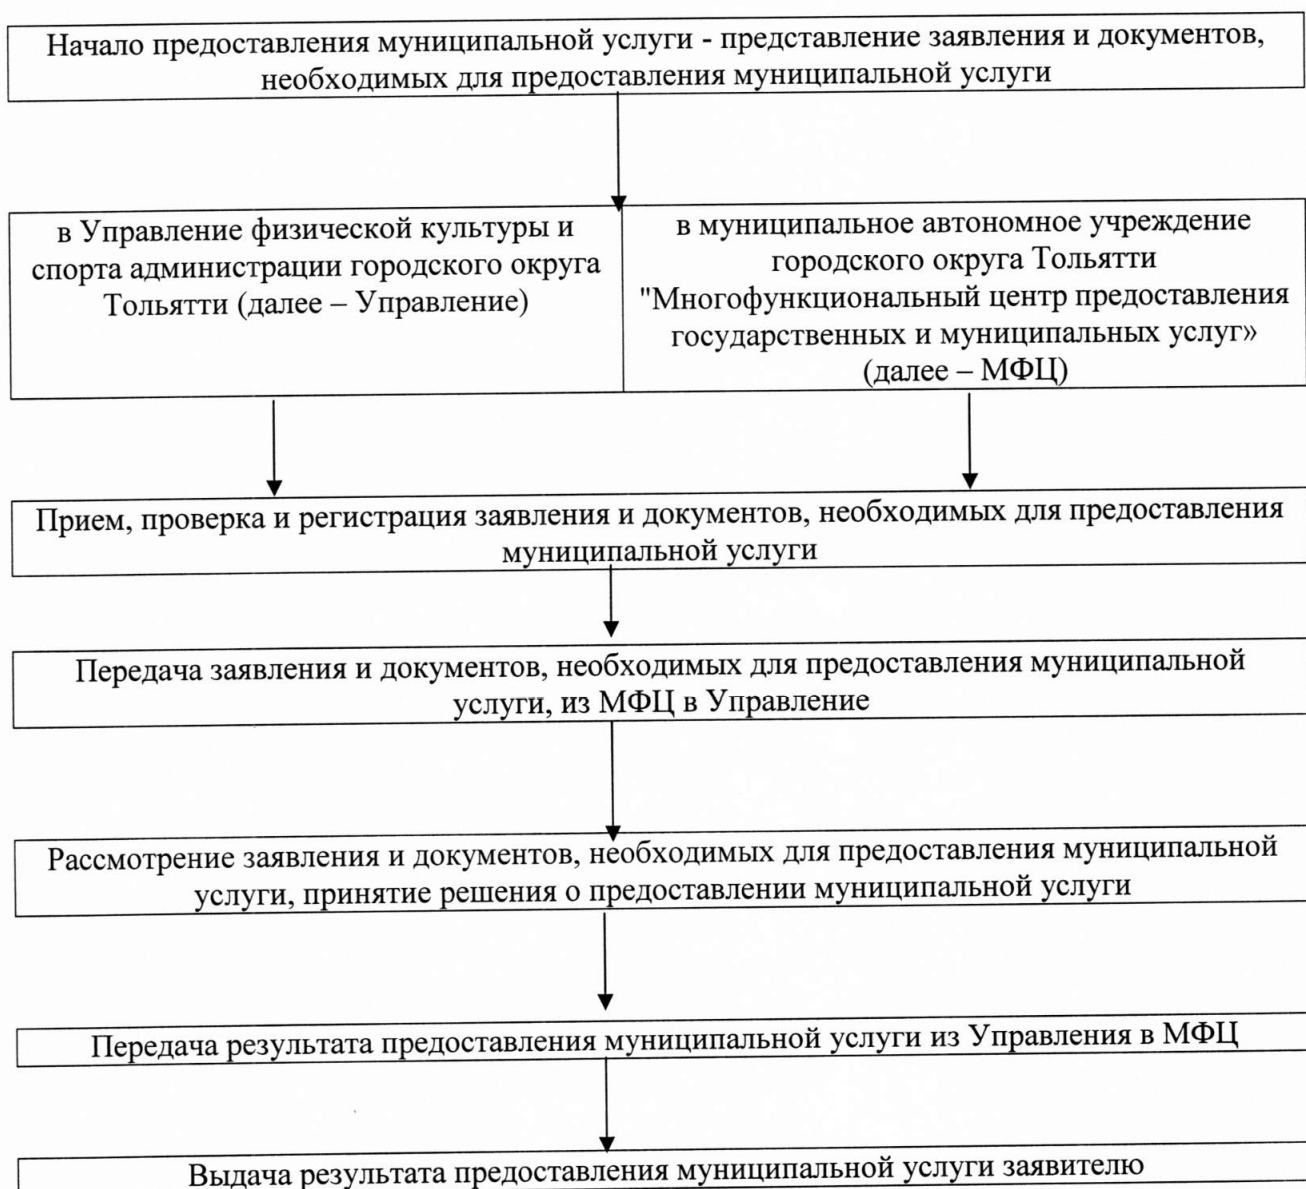 Начало предоставления муниципальной услуги - представление заявления и документов,
необходимых для предоставления муниципальной услуги
в Управление физической культуры и
спорта администрации городского округа
Тольятти (далее – Управление)
в муниципальное автономное учреждение
городского округа Тольятти
"Многофункциональный центр предоставления
государственных и муниципальных услуг»
(далее – МФЦ)
Прием, проверка и регистрация заявления и документов, необходимых для предоставления
муниципальной услуги
Передача заявления и документов, необходимых для предоставления муниципальной
услуги, из МФЦ в Управление
Рассмотрение заявления и документов, необходимых для предоставления муниципальной
услуги, принятие решения о предоставлении муниципальной услуги
Передача результата предоставления муниципальной услуги из Управления в МФЦ
Выдача результата предоставления муниципальной услуги заявителю